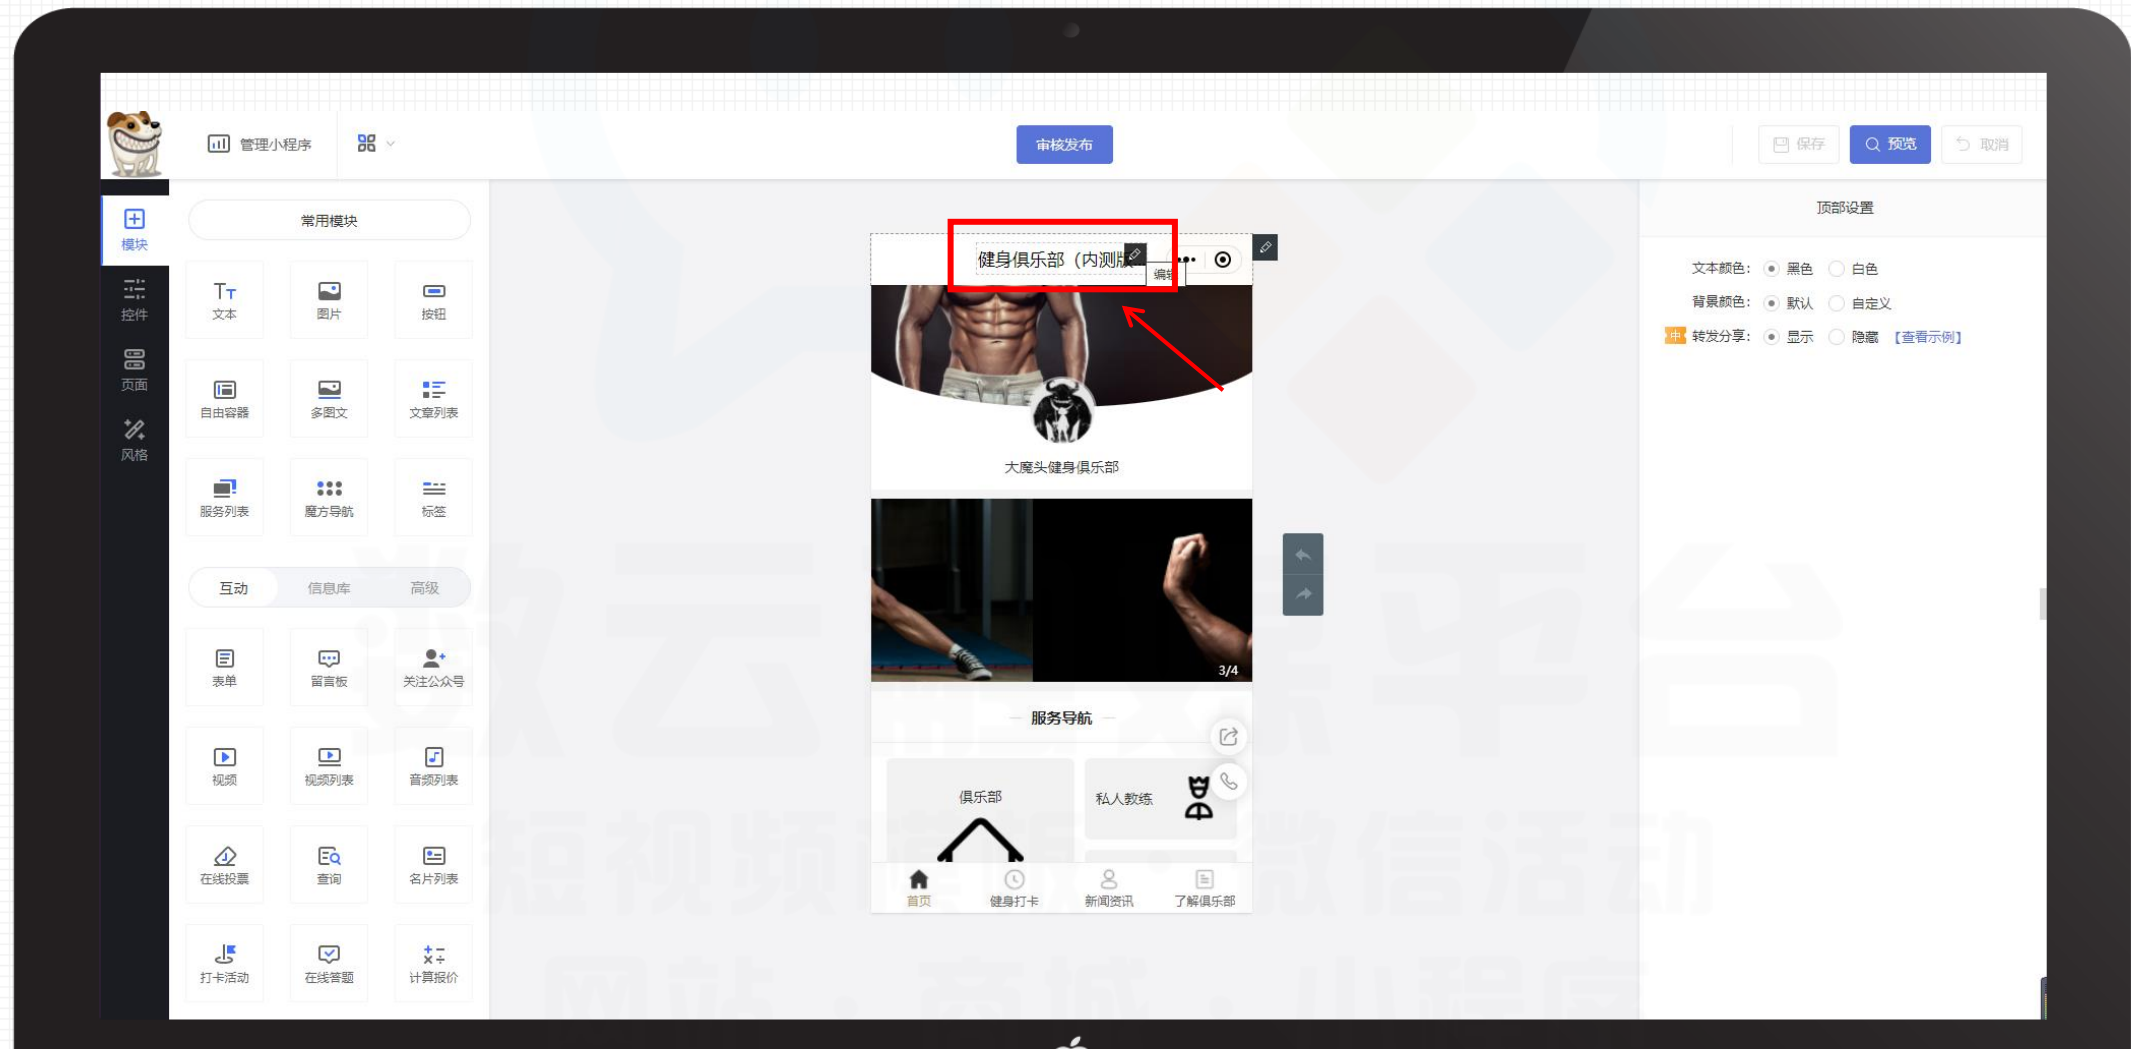 管理小程序
审核发布
保存
预览
取消
模块
控件
页面
风格
常用模块
文本
图片
按钮
自由容器
多图文
文章列表
服务列表
魔方导航
标签
互动
信息库
高级
表单
留言板
关注公众号
视频
视频列表
音频列表
在线投票
查询
名片列表
打卡活动
在线答题
计算报价
健身俱乐部（内测版
编辑
大魔头健身俱乐部
3/4
服务导航
俱乐部
私人教练
首页
健身打卡
新闻资讯
了解俱乐部
顶部设置
文本颜色： 黑色 白色
背景颜色： 默认 自定义
中 转发分享： 显示 隐藏 【查看示例】